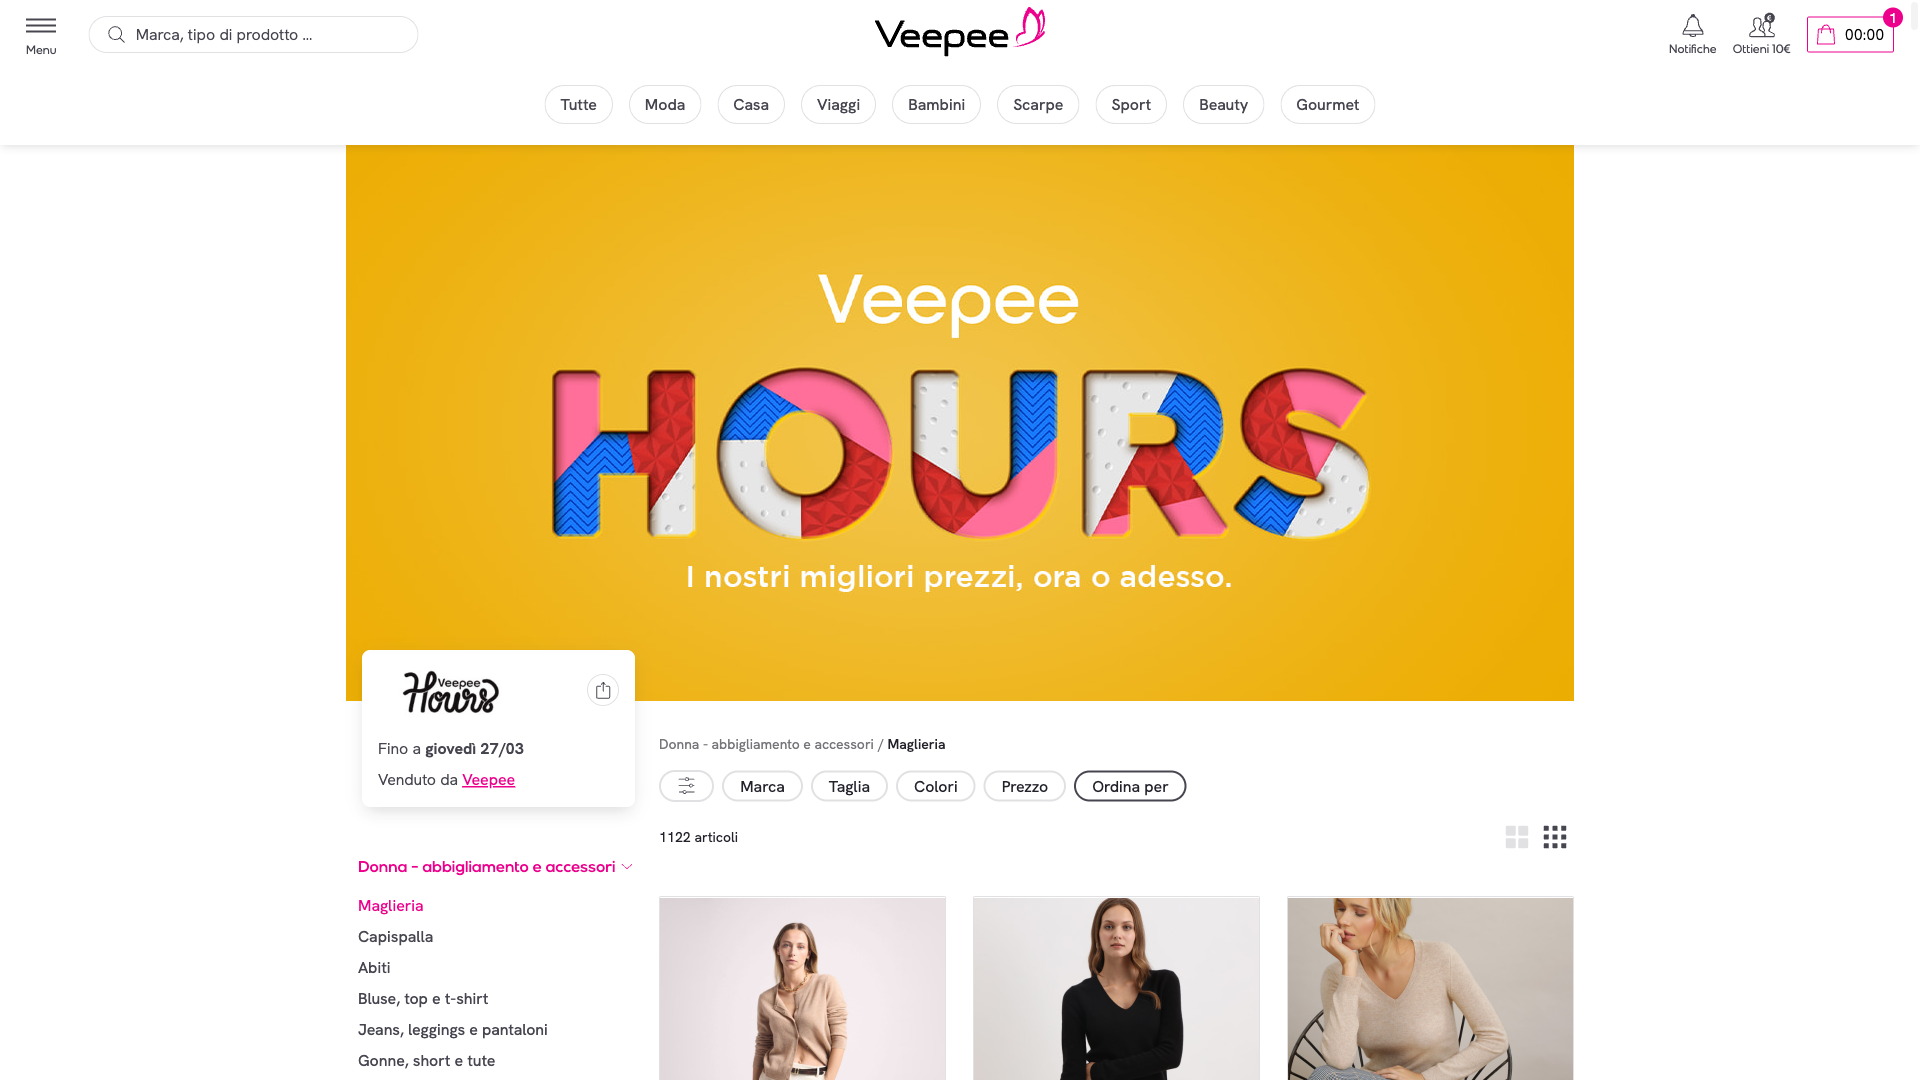 Menu
Marca, tipo di prodotto ...
Veepee
Notifiche
Ottieni 10€
1
00:00
Tutte
Moda
Casa
Viaggi
Bambini
Scarpe
Sport
Beauty
Gourmet
Veepee
HOURS
I nostri migliori prezzi, ora o adesso.
Veepee
Hours
Fino a giovedì 27/03
Venduto da Veepee
Donna - abbigliamento e accessori / Maglieria
Marca
Taglia
Colori
Prezzo
Ordina per
1122 articoli
Donna - abbigliamento e accessori
Maglieria
Capispalla
Abiti
Bluse, top e t-shirt
Jeans, leggings e pantaloni
Gonne, short e tute